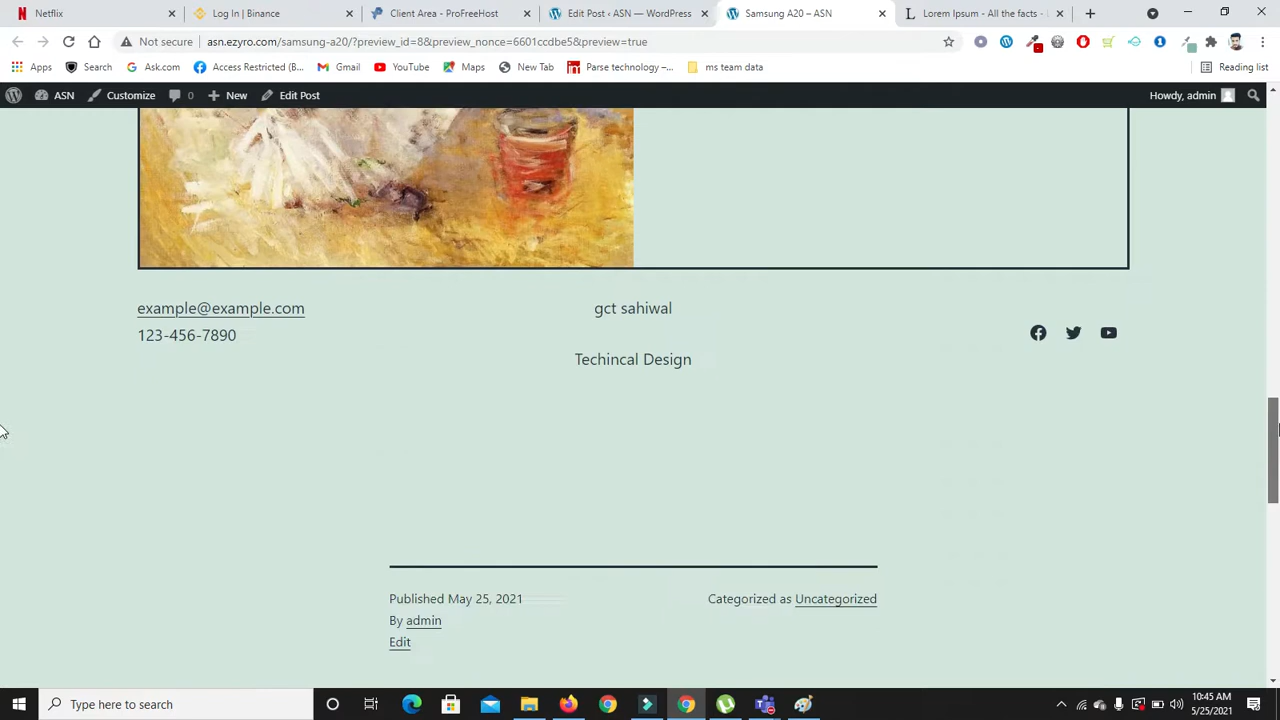 Netflix
Log In | Binance
Client Area - ProFreeHost
Edit Post ‹ ASN — WordPress
Samsung A20 – ASN
Lorem Ipsum - All the facts -
Not secure
asn.ezyro.com/samsung-a20/?preview_id=8&preview_nonce=6601ccdbe5&preview=true
Apps
Search
Ask.com
Access Restricted (B...
Gmail
YouTube
Maps
New Tab
Parse technology –...
ms team data
Reading list
ASN
Customize
0
New
Edit Post
Howdy, admin
example@example.com
gct sahiwal
123-456-7890
Techincal Design
Published May 25, 2021
Categorized as Uncategorized
By admin
Edit
Type here to search
10:45 AM
5/25/2021